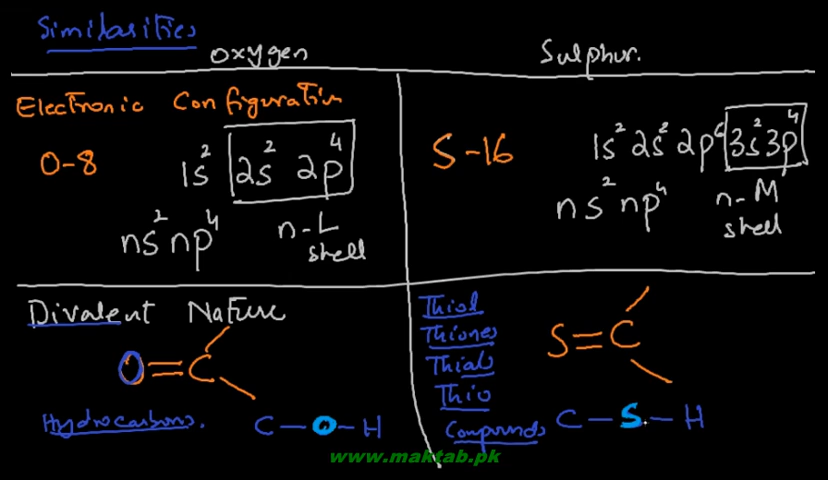 Similarities
Oxygen
Sulphur.
Electronic Configuration
O-8
1s² 2s² 2p⁴
ns² np⁴
n-L
shell
S-16
1s² 2s² 2p⁶ 3s² 3p⁴
ns² np⁴
n-M
shell
Divalent Nature
O=C
Hydrocarbons.
C-O-H
Thiol
Thiones
Thials
Thio
Compounds
S=C
C-S-H
www.maktab.pk